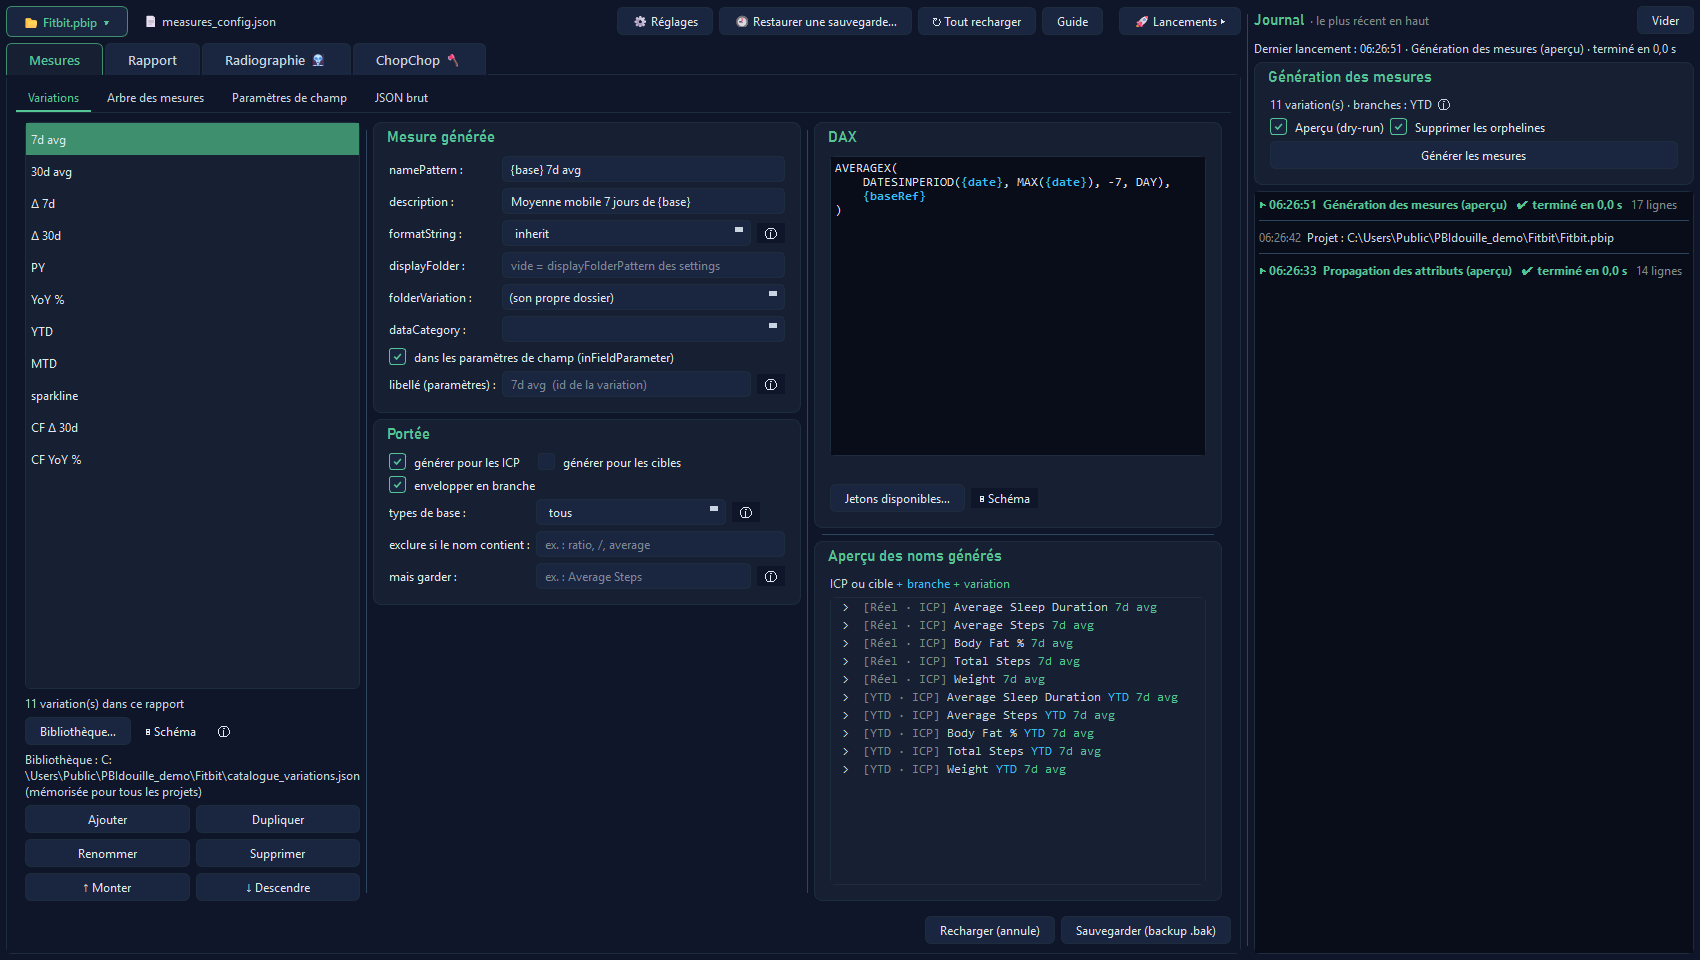 Fitbit.pbip
measures_config.json
Réglages
Restaurer une sauvegarde...
↻ Tout recharger
Guide
Lancements
Mesures
Rapport
Radiographie
ChopChop
Variations
Arbre des mesures
Paramètres de champ
JSON brut
7d avg
30d avg
Δ 7d
Δ 30d
PY
YoY %
YTD
MTD
sparkline
CF Δ 30d
CF YoY %
11 variation(s) dans ce rapport
Bibliothèque...
Schéma
Bibliothèque : C:
\Users\Public\PBIdouille_demo\Fitbit\catalogue_variations.json
(mémorisée pour tous les projets)
Ajouter
Dupliquer
Renommer
Supprimer
↑ Monter
↓ Descendre
Mesure générée
namePattern : {base} 7d avg
description : Moyenne mobile 7 jours de {base}
formatString : inherit
displayFolder : vide = displayFolderPattern des settings
folderVariation : (son propre dossier)
dataCategory :
dans les paramètres de champ (inFieldParameter)
libellé (paramètres) : 7d avg (id de la variation)
Portée
générer pour les ICP
générer pour les cibles
envelopper en branche
types de base : tous
exclure si le nom contient : ex. : ratio, /, average
mais garder : ex. : Average Steps
DAX
AVERAGEX(
DATESINPERIOD({date}, MAX({date}), -7, DAY),
{baseRef}
)
Jetons disponibles...
Schéma
Aperçu des noms générés
ICP ou cible + branche + variation
> [Réel · ICP] Average Sleep Duration 7d avg
> [Réel · ICP] Average Steps 7d avg
> [Réel · ICP] Body Fat % 7d avg
> [Réel · ICP] Total Steps 7d avg
> [Réel · ICP] Weight 7d avg
> [YTD · ICP] Average Sleep Duration YTD 7d avg
> [YTD · ICP] Average Steps YTD 7d avg
> [YTD · ICP] Body Fat % YTD 7d avg
> [YTD · ICP] Total Steps YTD 7d avg
> [YTD · ICP] Weight YTD 7d avg
Recharger (annule)
Sauvegarder (backup .bak)
Journal · le plus récent en haut
Vider
Dernier lancement : 06:26:51 · Génération des mesures (aperçu) · terminé en 0,0 s
Génération des mesures
11 variation(s) · branches : YTD
Aperçu (dry-run)
Supprimer les orphelines
Générer les mesures
06:26:51 Génération des mesures (aperçu) ✔ terminé en 0,0 s 17 lignes
06:26:42 Projet : C:\Users\Public\PBIdouille_demo\Fitbit\Fitbit.pbip
06:26:33 Propagation des attributs (aperçu) ✔ terminé en 0,0 s 14 lignes